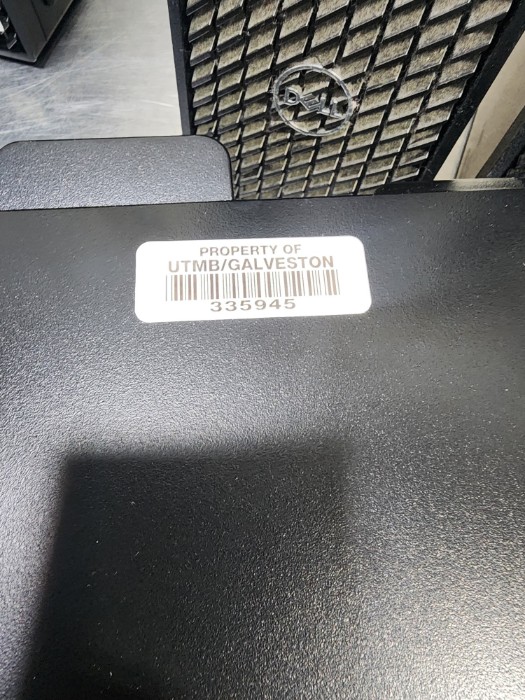 DELL
PROPERTY OF
UTMB/GALVESTON
335945